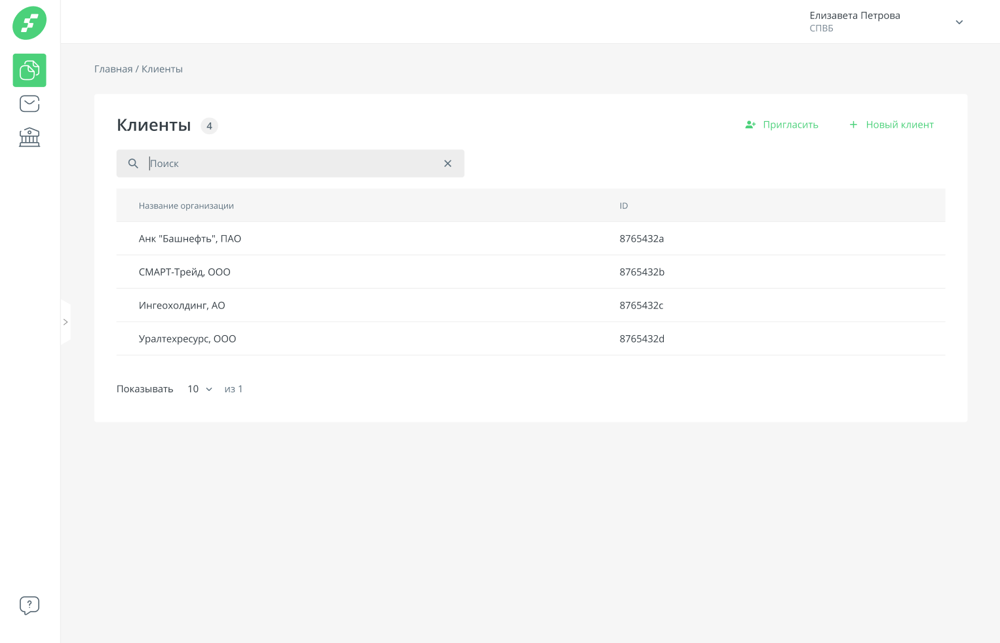 Елизавета Петрова
СПВБ
Главная / Клиенты
Клиенты 4
Пригласить
Новый клиент
Поиск
Название организации ID
Анк "Башнефть", ПАО 8765432a
СМАРТ-Трейд, ООО 8765432b
Ингеохолдинг, АО 8765432c
Уралтехресурс, ООО 8765432d
Показывать 10 из 1